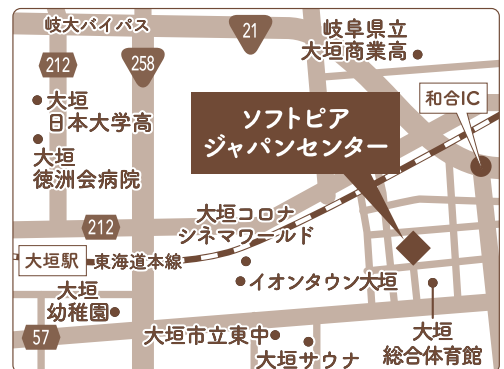 岐大バイパス
21
岐阜県立
大垣商業高
212
258
大垣
日本大学高
和合IC
ソフトピア
ジャパンセンター
大垣
徳洲会病院
212
大垣コロナ
シネマワールド
大垣駅
東海道本線
イオンタウン大垣
大垣
幼稚園
57
大垣市立東中
大垣サウナ
大垣
総合体育館